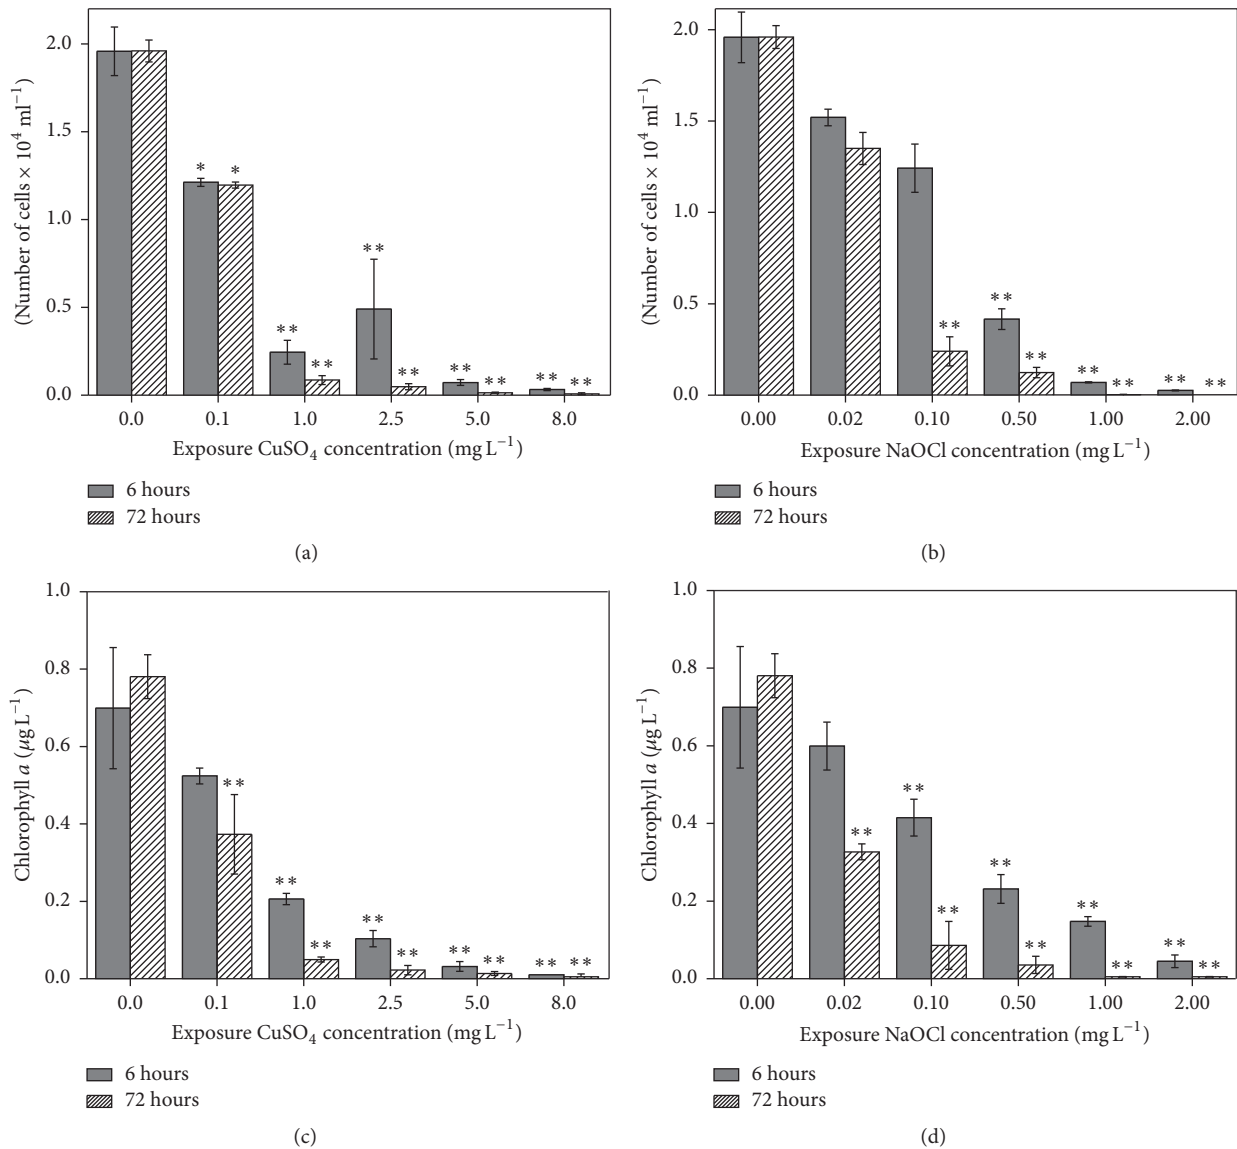 (Number of cells × 10⁴ ml⁻¹)
2.0
1.5
1.0
0.5
0.0
* *
** ** ** ** ** ** ** **
0.0 0.1 1.0 2.5 5.0 8.0
Exposure CuSO₄ concentration (mg L⁻¹)
6 hours
72 hours
(a)
(Number of cells × 10⁴ ml⁻¹)
2.0
1.5
1.0
0.5
0.0
** ** ** ** ** ** **
0.00 0.02 0.10 0.50 1.00 2.00
Exposure NaOCl concentration (mg L⁻¹)
6 hours
72 hours
(b)
Chlorophyll a (μg L⁻¹)
1.0
0.8
0.6
0.4
0.2
0.0
** ** ** ** ** ** ** ** **
0.0 0.1 1.0 2.5 5.0 8.0
Exposure CuSO₄ concentration (mg L⁻¹)
6 hours
72 hours
(c)
Chlorophyll a (μg L⁻¹)
1.0
0.8
0.6
0.4
0.2
0.0
** ** ** ** ** ** ** ** **
0.00 0.02 0.10 0.50 1.00 2.00
Exposure NaOCl concentration (mg L⁻¹)
6 hours
72 hours
(d)